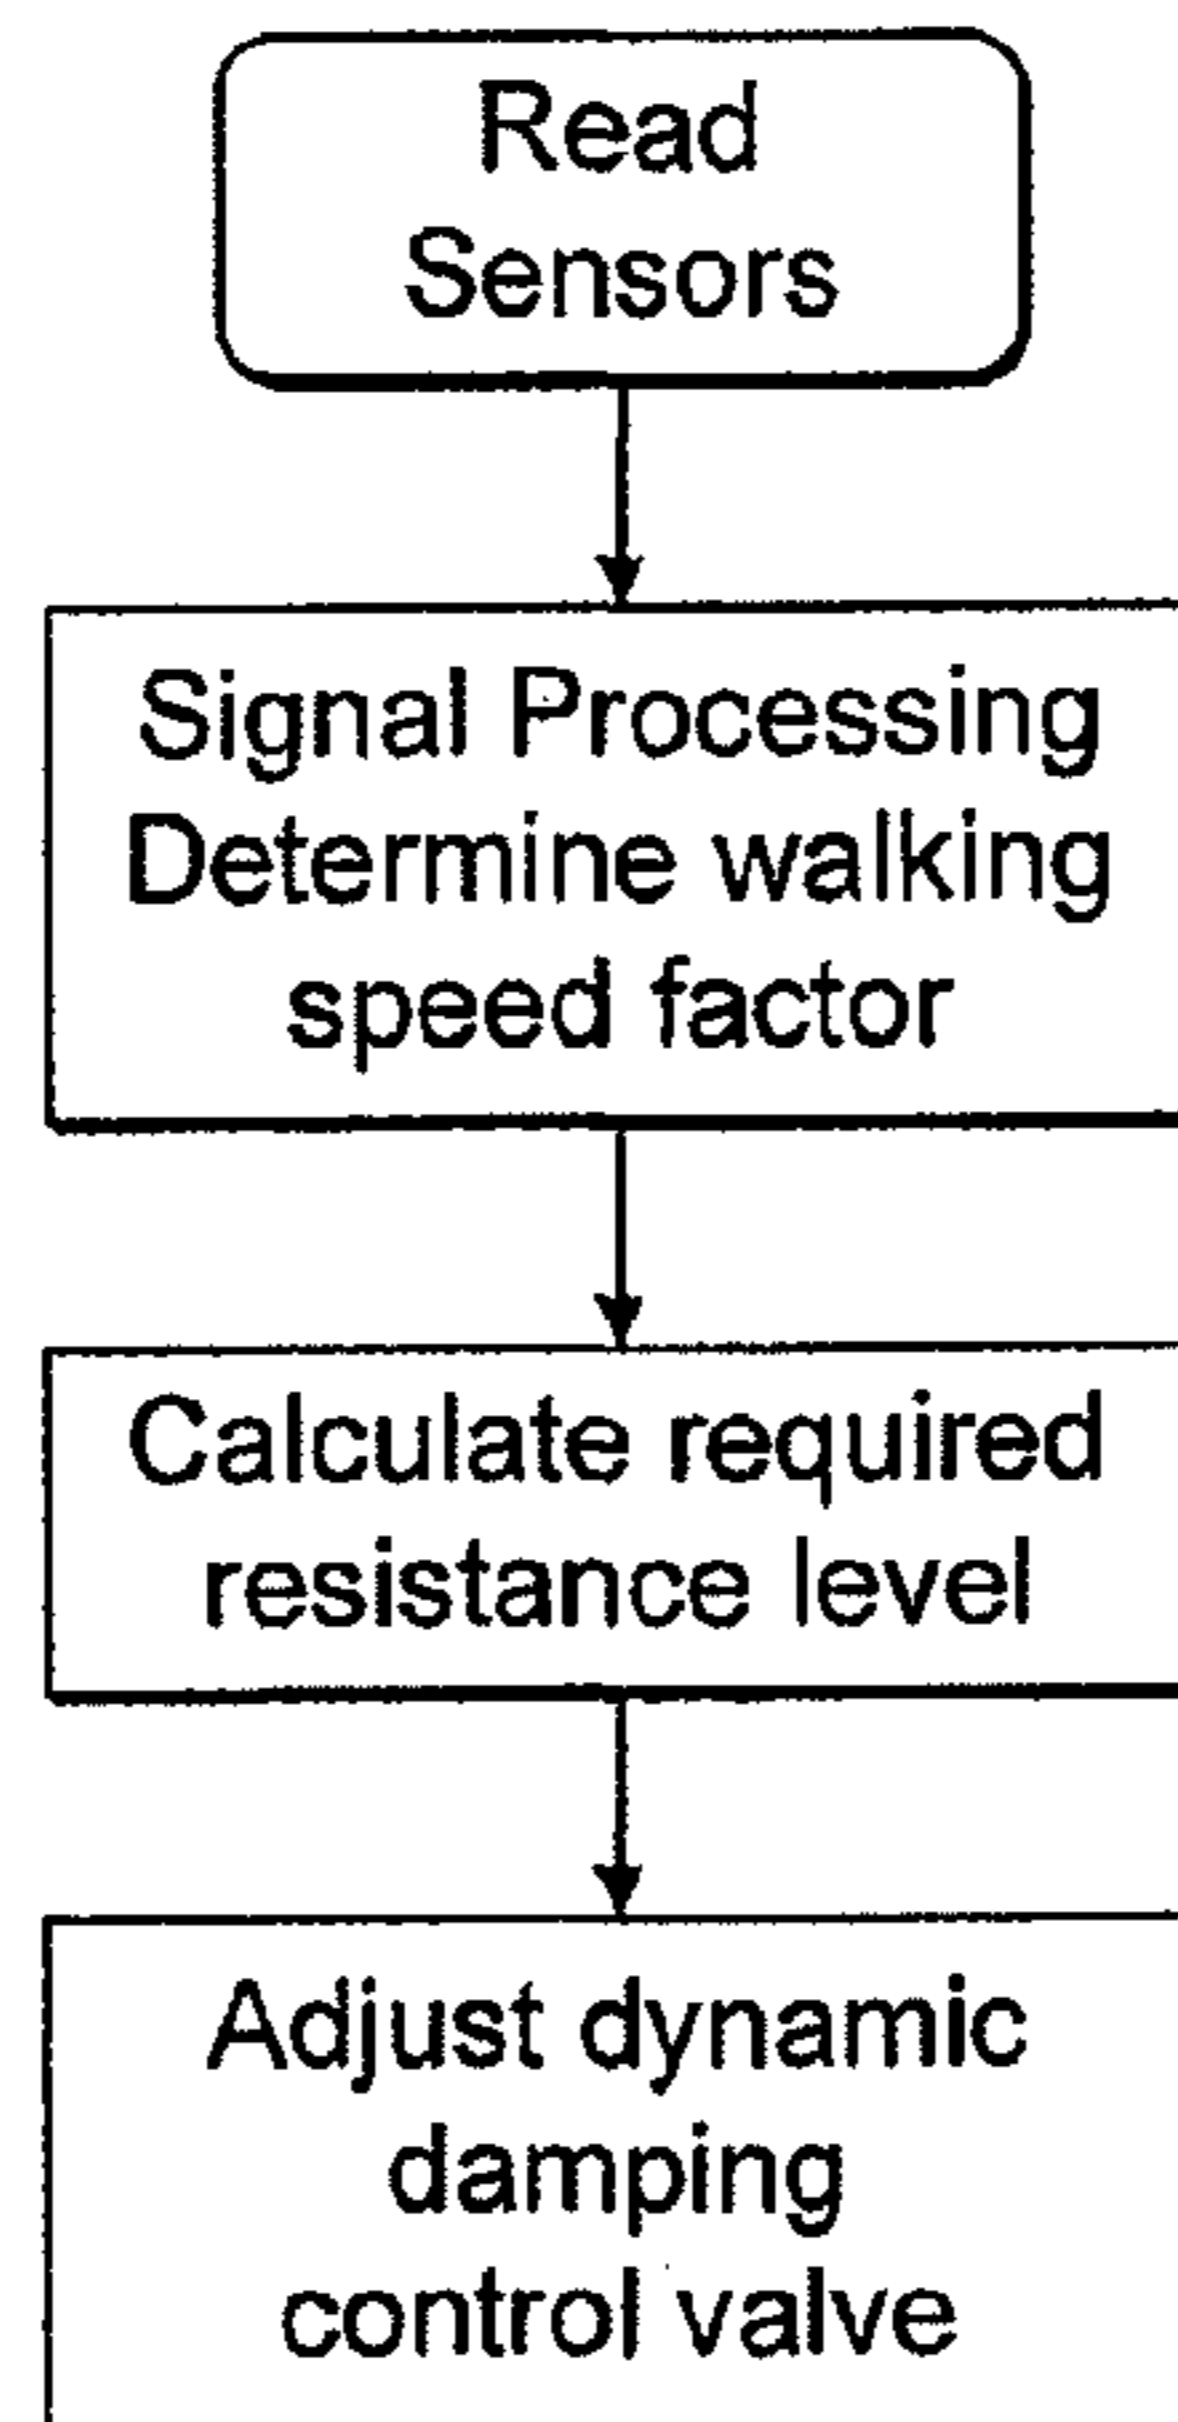 Read
Sensors
Signal Processing
Determine walking
speed factor
Calculate required
resistance level
Adjust dynamic
damping
control valve